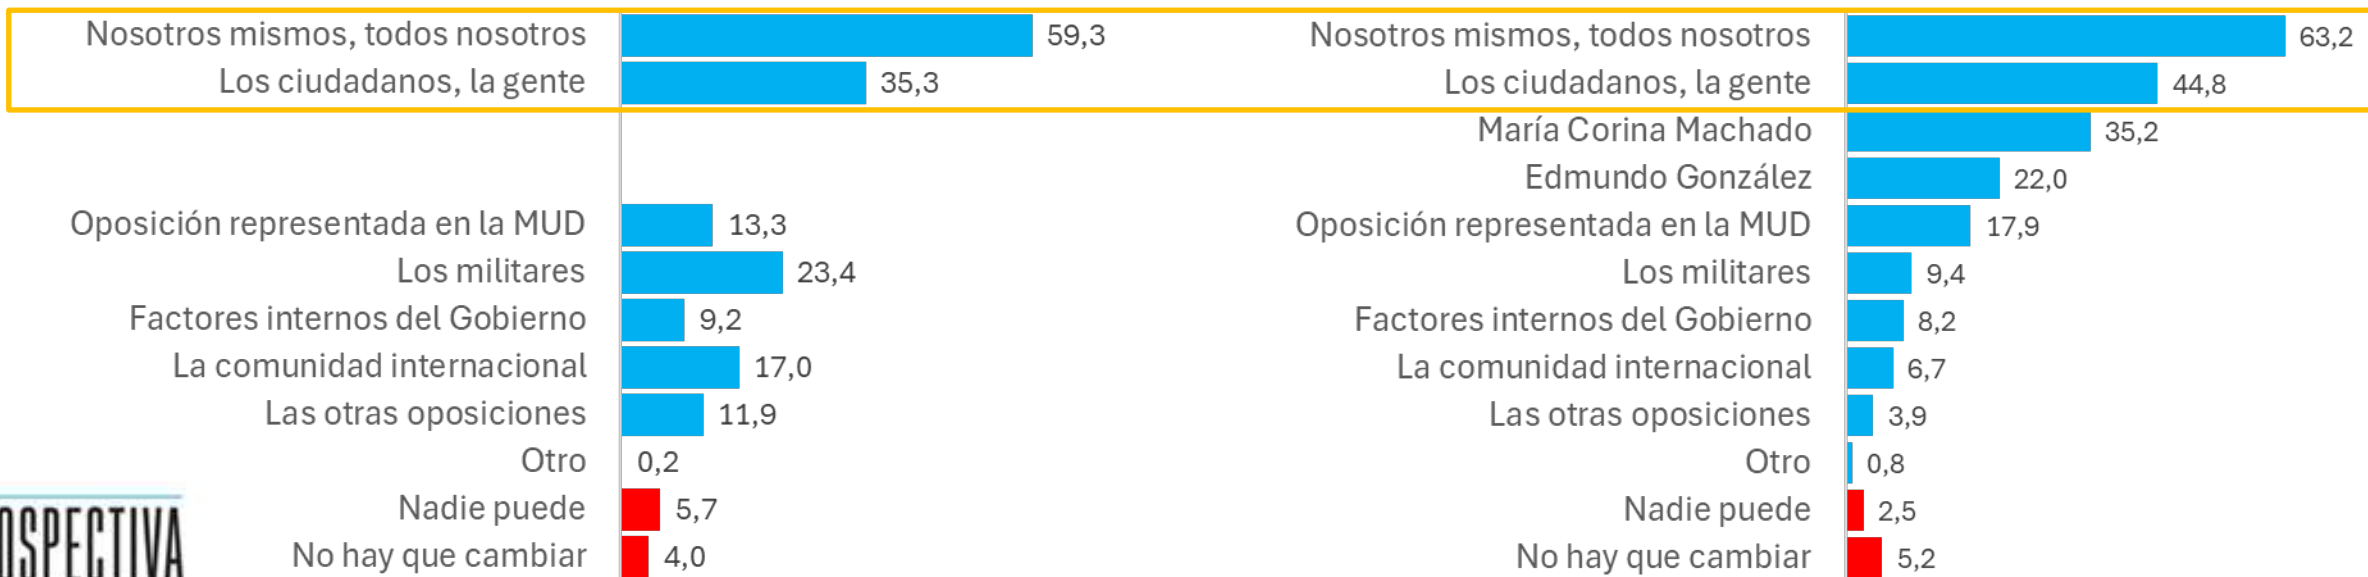 Nosotros mismos, todos nosotros 59,3
Los ciudadanos, la gente 35,3
Oposición representada en la MUD 13,3
Los militares 23,4
Factores internos del Gobierno 9,2
La comunidad internacional 17,0
Las otras oposiciones 11,9
Otro 0,2
Nadie puede 5,7
No hay que cambiar 4,0
Nosotros mismos, todos nosotros 63,2
Los ciudadanos, la gente 44,8
María Corina Machado 35,2
Edmundo González 22,0
Oposición representada en la MUD 17,9
Los militares 9,4
Factores internos del Gobierno 8,2
La comunidad internacional 6,7
Las otras oposiciones 3,9
Otro 0,8
Nadie puede 2,5
No hay que cambiar 5,2